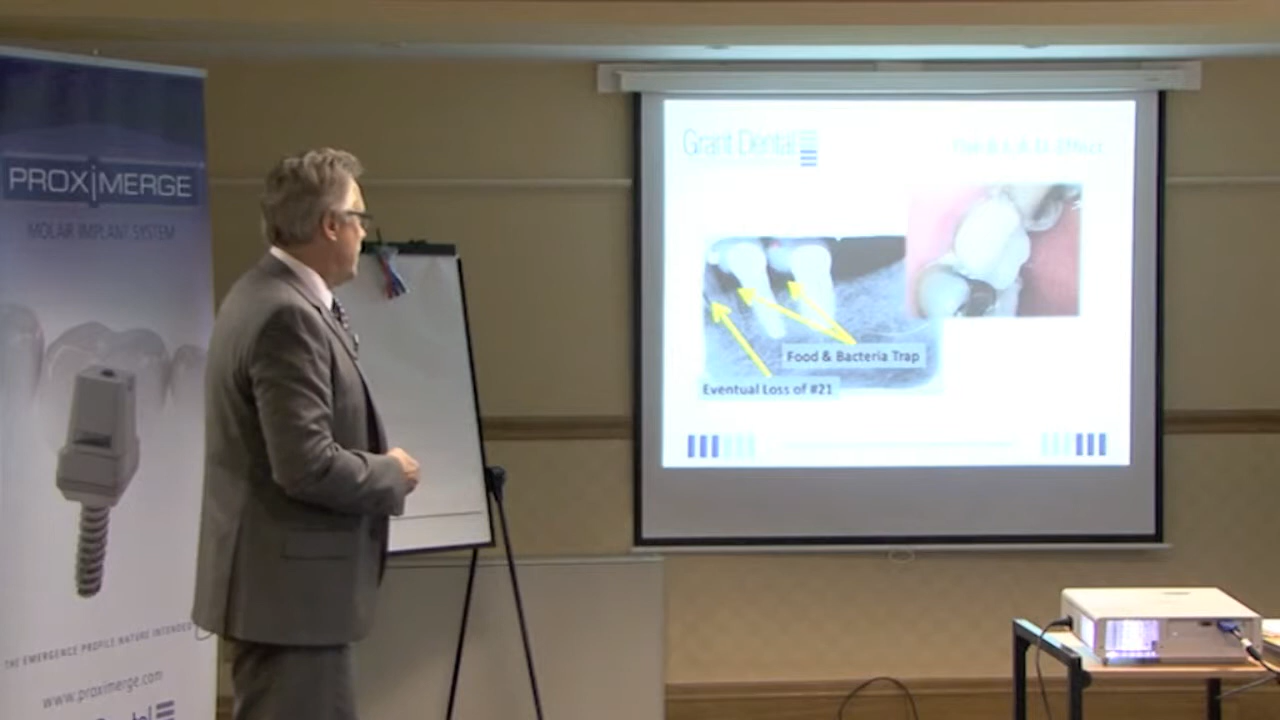 PROXIMERGE
MOLAR IMPLANT SYSTEM
THE EMERGENCE PROFILE NATURE INTENDED
www.proximerge.com
Grant Dental
Effect
Food & Bacteria Trap
Eventual Loss of #21